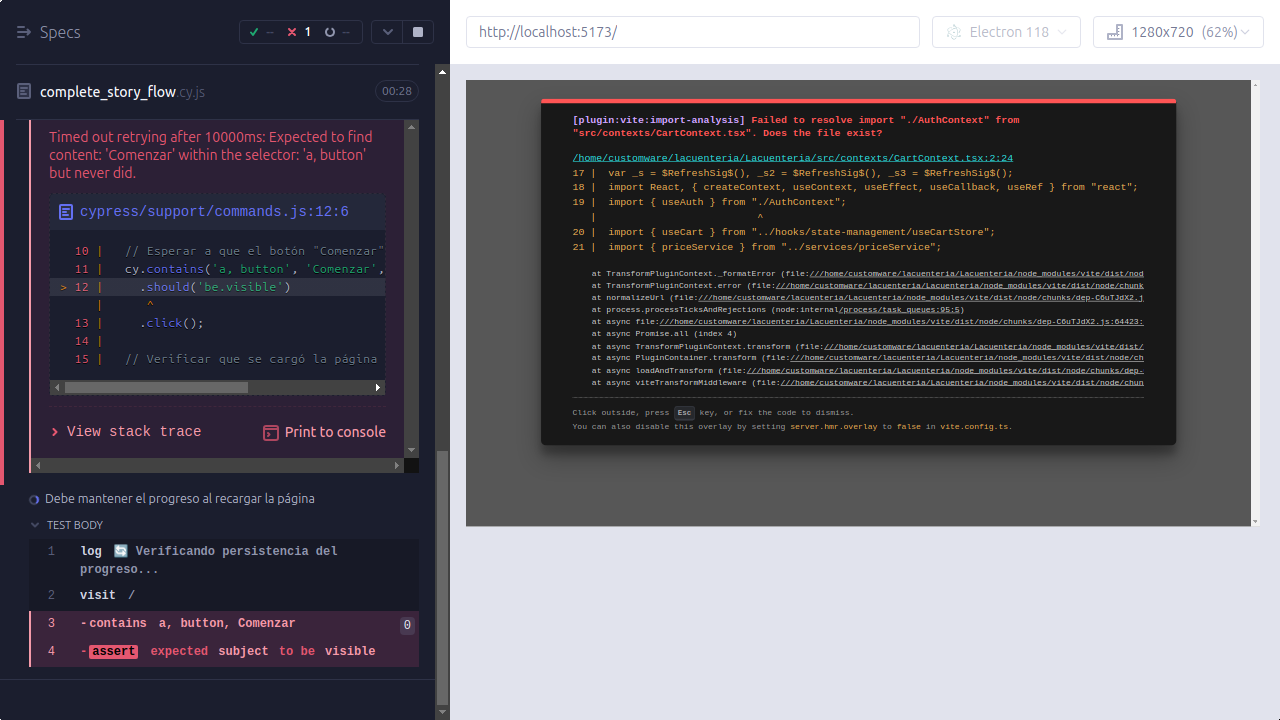 Specs
-- 1 --
complete_story_flow.cy.js 00:28
Timed out retrying after 10000ms: Expected to find
content: 'Comenzar' within the selector: 'a, button'
but never did.
cypress/support/commands.js:12:6
10 | // Esperar a que el botón "Comenzar"
11 | cy.contains('a, button', 'Comenzar',
> 12 | .should('be.visible')
| ^
13 | .click();
14 |
15 | // Verificar que se cargó la página
View stack trace
Print to console
Debe mantener el progreso al recargar la página
TEST BODY
1 log 🔄 Verificando persistencia del
progreso...
2 visit /
3 -contains a, button, Comenzar 0
4 -assert expected subject to be visible
http://localhost:5173/
Electron 118
1280x720 (62%)
[plugin:vite:import-analysis] Failed to resolve import "./AuthContext" from
"src/contexts/CartContext.tsx". Does the file exist?
/home/customware/lacuenteria/Lacuenteria/src/contexts/CartContext.tsx:2:24
17 | var _s = $RefreshSig$(), _s2 = $RefreshSig$(), _s3 = $RefreshSig$();
18 | import React, { createContext, useContext, useEffect, useCallback, useRef } from "react";
19 | import { useAuth } from "./AuthContext";
| ^
20 | import { useCart } from "../hooks/state-management/useCartStore";
21 | import { priceService } from "../services/priceService";
at TransformPluginContext._formatError (file:///home/customware/lacuenteria/Lacuenteria/node_modules/vite/dist/nod
at TransformPluginContext.error (file:///home/customware/lacuenteria/Lacuenteria/node_modules/vite/dist/node/chunk
at normalizeUrl (file:///home/customware/lacuenteria/Lacuenteria/node_modules/vite/dist/node/chunks/dep-C6uTJdX2.j
at process.processTicksAndRejections (node:internal/process/task_queues:95:5)
at async file:///home/customware/lacuenteria/Lacuenteria/node_modules/vite/dist/node/chunks/dep-C6uTJdX2.js:64423:
at async Promise.all (index 4)
at async TransformPluginContext.transform (file:///home/customware/lacuenteria/Lacuenteria/node_modules/vite/dist/
at async PluginContainer.transform (file:///home/customware/lacuenteria/Lacuenteria/node_modules/vite/dist/node/ch
at async loadAndTransform (file:///home/customware/lacuenteria/Lacuenteria/node_modules/vite/dist/node/chunks/dep-
at async viteTransformMiddleware (file:///home/customware/lacuenteria/Lacuenteria/node_modules/vite/dist/node/chun
Click outside, press Esc key, or fix the code to dismiss.
You can also disable this overlay by setting server.hmr.overlay to false in vite.config.ts.